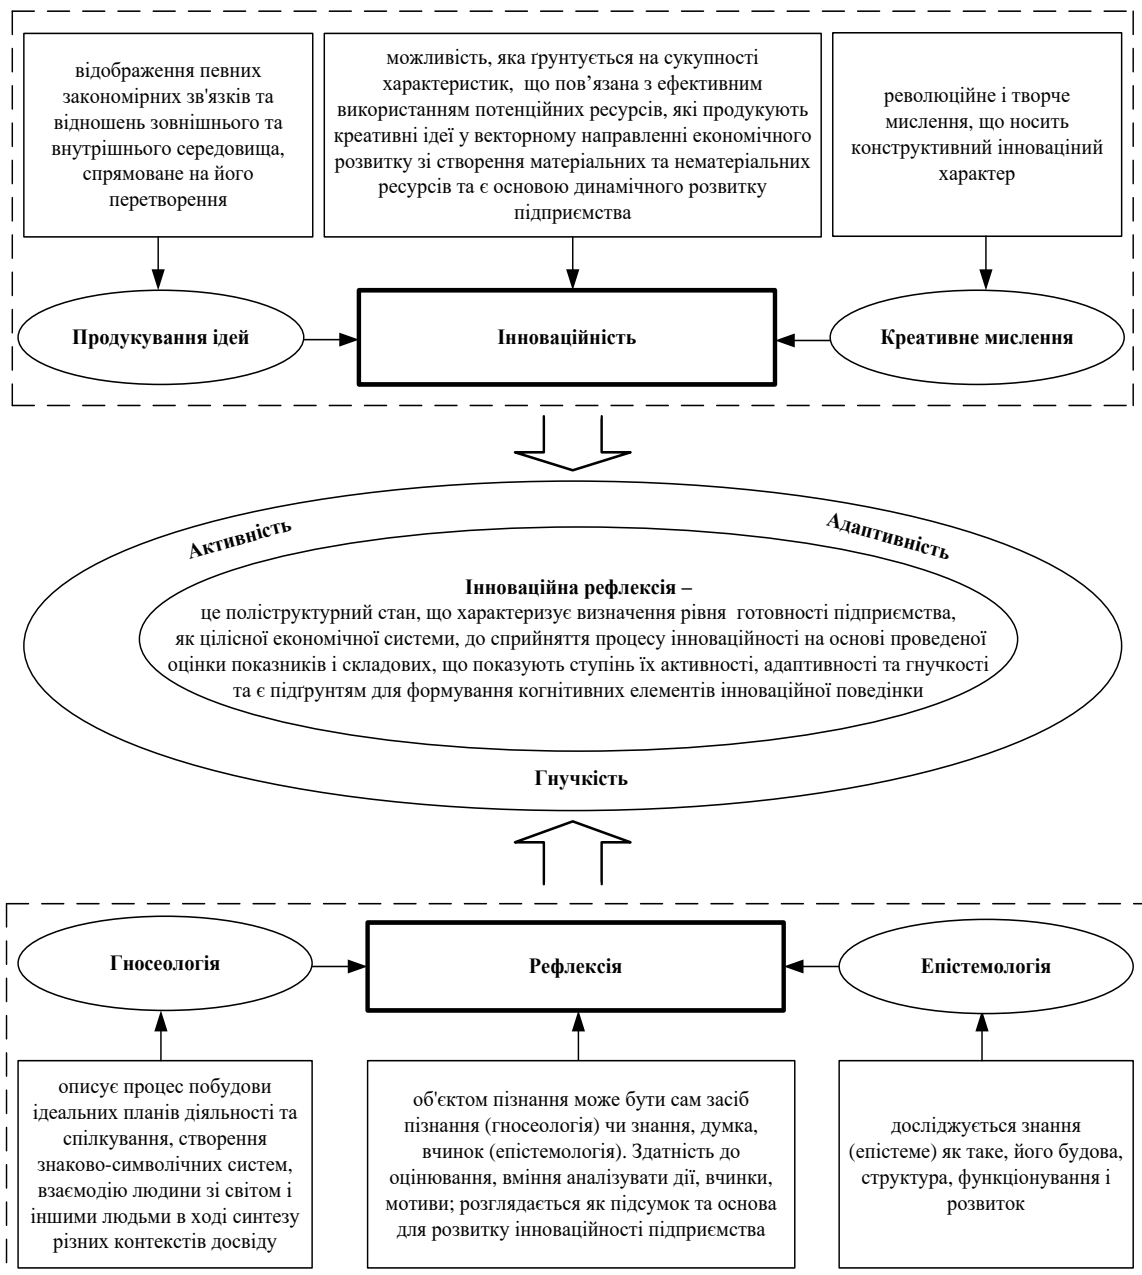 відображення певних
закономірних зв'язків та
відношень зовнішнього та
внутрішнього середовища,
спрямоване на його
перетворення
можливість, яка ґрунтується на сукупності
характеристик, що пов’язана з ефективним
використанням потенційних ресурсів, які продукують
креативні ідеї у векторному направленні економічного
розвитку зі створення матеріальних та нематеріальних
ресурсів та є основою динамічного розвитку
підприємства
революційне і творче
мислення, що носить
конструктивний інноваціний
характер
Продукування ідей
Інноваційність
Креативне мислення
Активність
Адаптивність
Інноваційна рефлексія –
це поліструктурний стан, що характеризує визначення рівня готовності підприємства,
як цілісної економічної системи, до сприйняття процесу інноваційності на основі проведеної
оцінки показників і складових, що показують ступінь їх активності, адаптивності та гнучкості
та є підґрунтям для формування когнітивних елементів інноваційної поведінки
Гнучкість
Гносеологія
Рефлексія
Епістемологія
описує процес побудови
ідеальних планів діяльності та
спілкування, створення
знаково-символічних систем,
взаємодію людини зі світом і
іншими людьми в ході синтезу
різних контекстів досвіду
об'єктом пізнання може бути сам засіб
пізнання (гносеологія) чи знання, думка,
вчинок (епістемологія). Здатність до
оцінювання, вміння аналізувати дії, вчинки,
мотиви; розглядається як підсумок та основа
для розвитку інноваційності підприємства
досліджується знання
(епістеме) як таке, його будова,
структура, функціонування і
розвиток